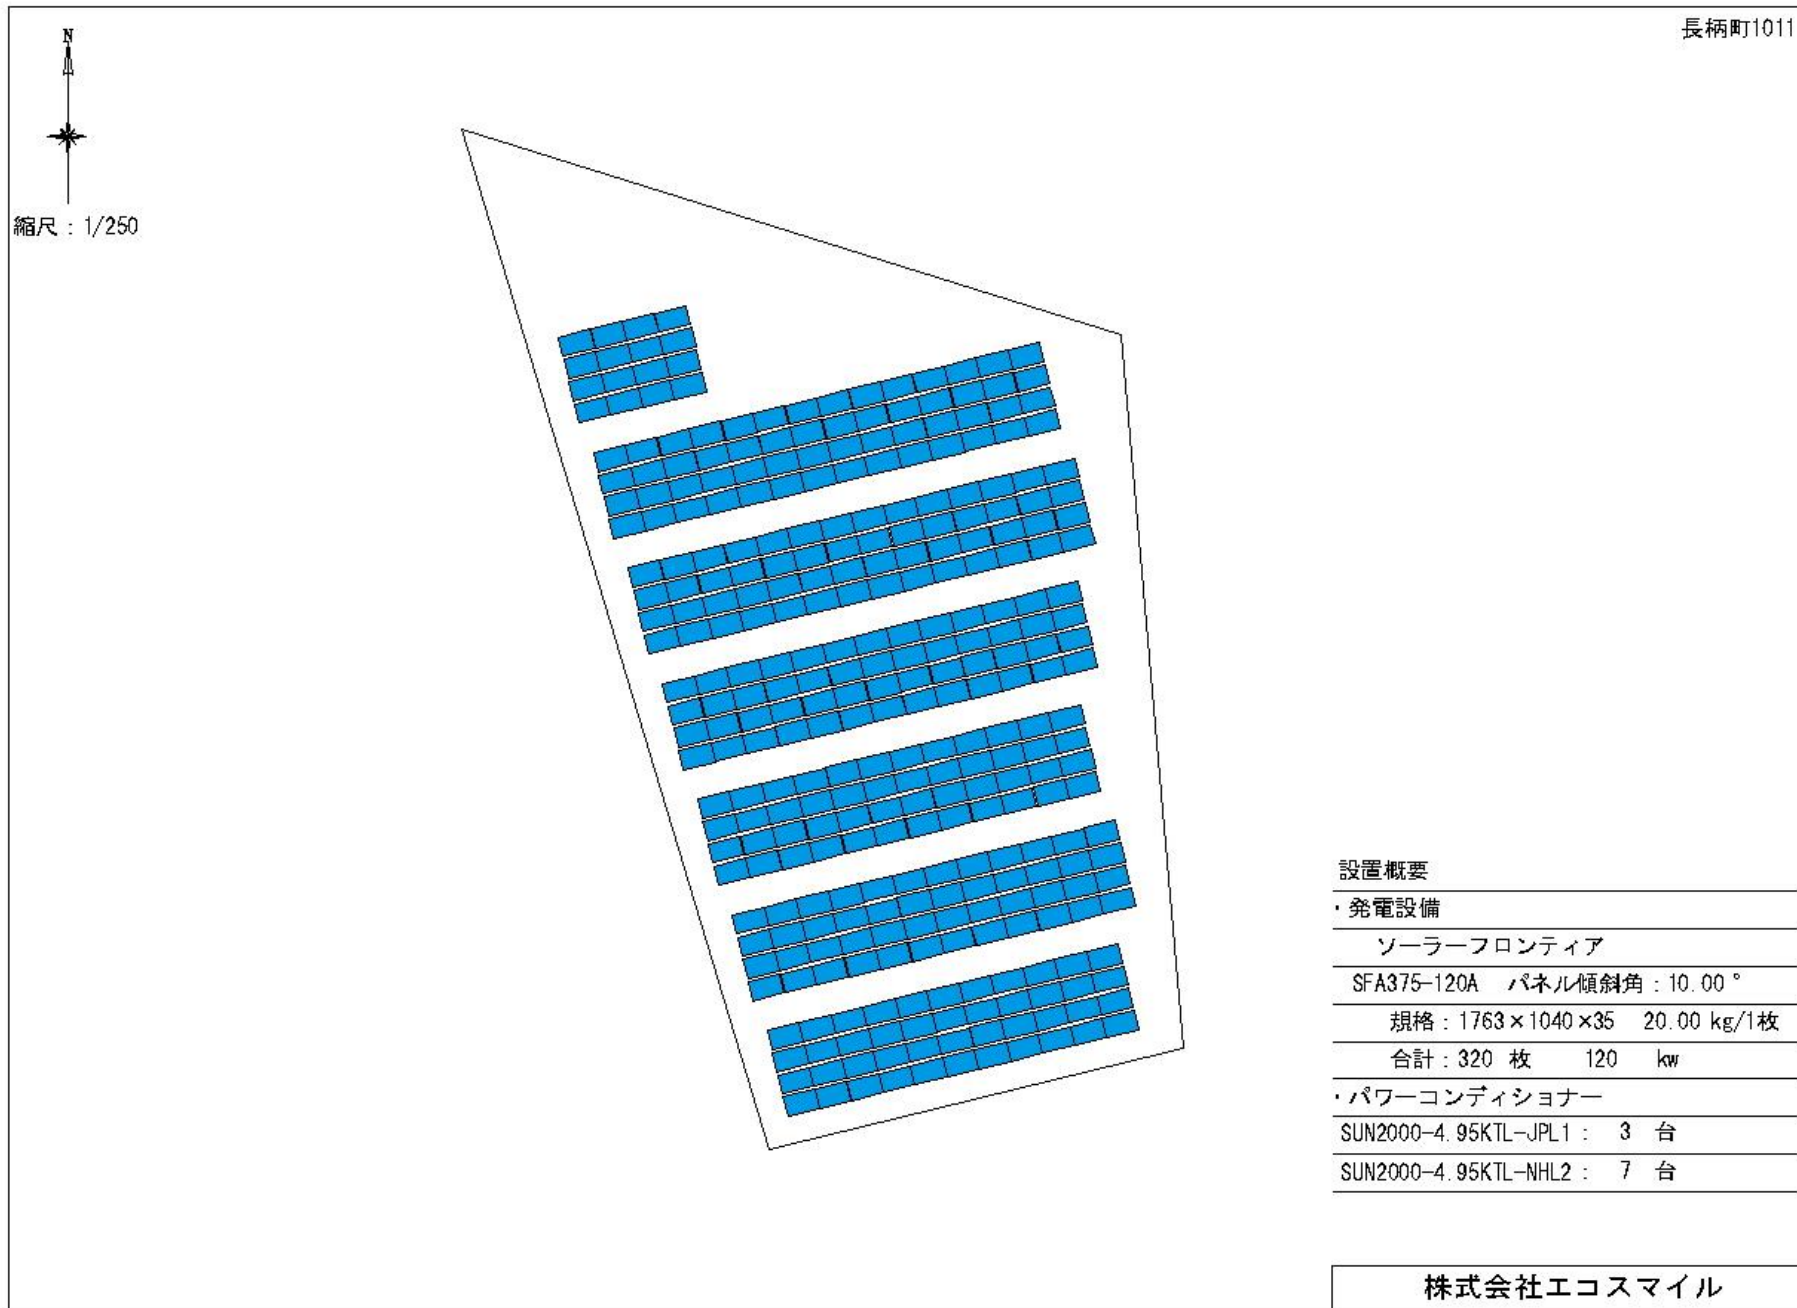 長柄町1011
N
縮尺：1/250
設置概要
・発電設備
ソーラーフロンティア
SFA375-120A パネル傾斜角：10.00°
規格：1763×1040×35 20.00 kg/1枚
合計：320 枚 120 kw
・パワーコンディショナー
SUN2000-4.95KTL-JPL1： 3 台
SUN2000-4.95KTL-NHL2： 7 台
株式会社エコスマイル